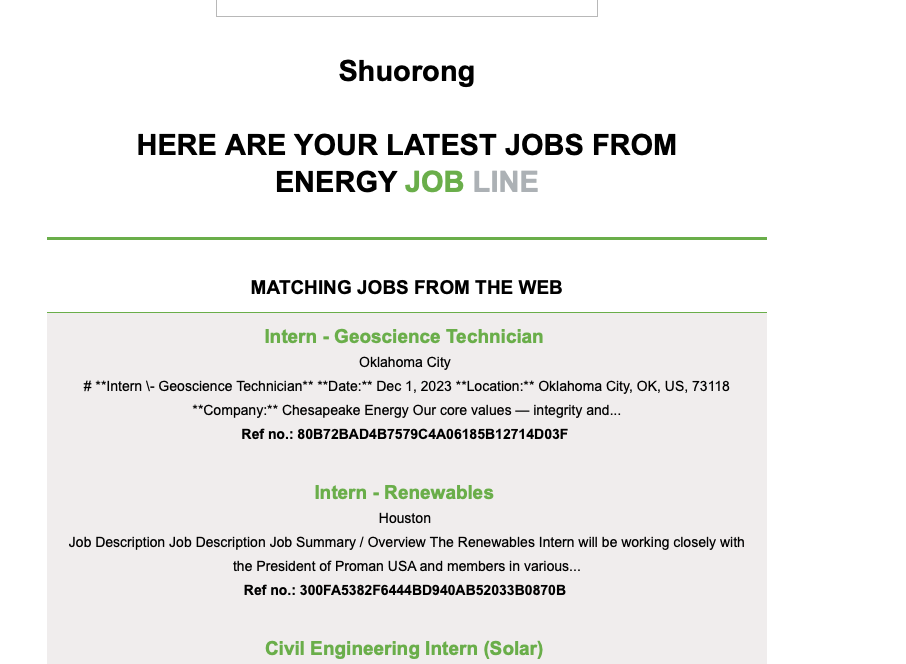 Shuorong
HERE ARE YOUR LATEST JOBS FROM
ENERGY JOB LINE
MATCHING JOBS FROM THE WEB
Intern - Geoscience Technician
Oklahoma City
# **Intern \- Geoscience Technician** **Date:** Dec 1, 2023 **Location:** Oklahoma City, OK, US, 73118
**Company:** Chesapeake Energy Our core values — integrity and...
Ref no.: 80B72BAD4B7579C4A06185B12714D03F
Intern - Renewables
Houston
Job Description Job Description Job Summary / Overview The Renewables Intern will be working closely with
the President of Proman USA and members in various...
Ref no.: 300FA5382F6444BD940AB52033B0870B
Civil Engineering Intern (Solar)